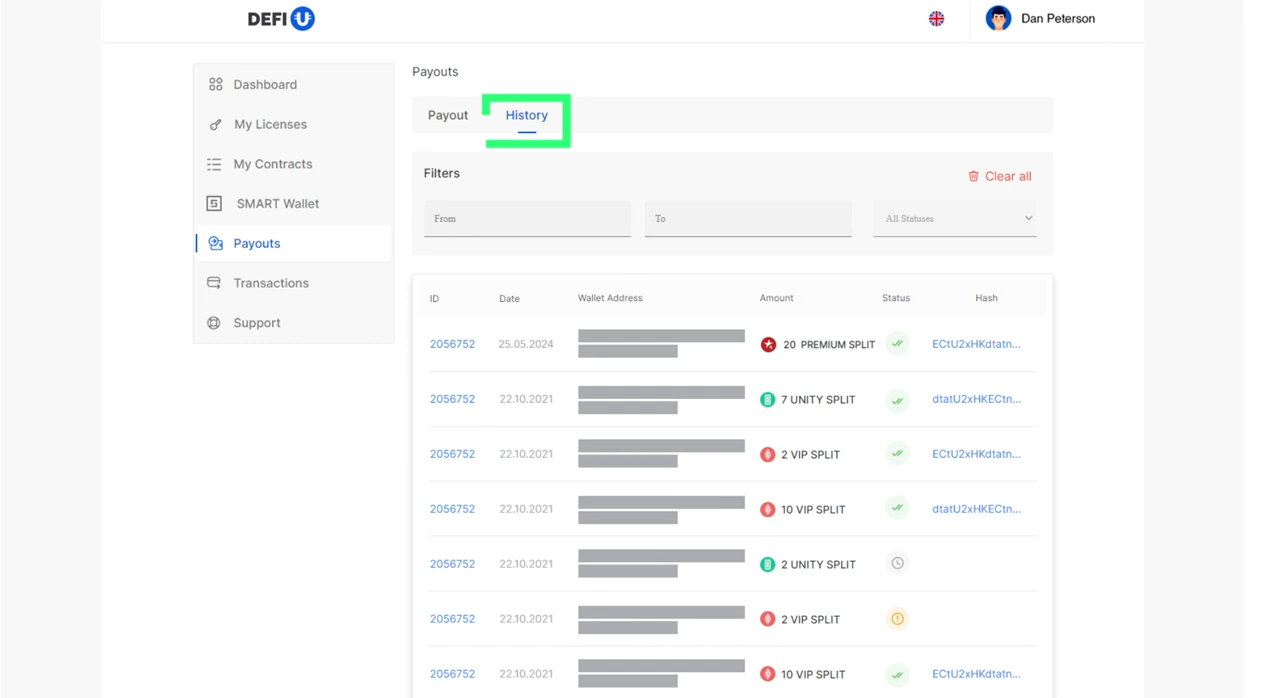 DEFI U
Dan Peterson
Dashboard
My Licenses
My Contracts
S SMART Wallet
Payouts
Transactions
Support
Payouts
Payout History
Filters
Clear all
From To All Statuses
ID Date Wallet Address Amount Status Hash
2056752 25.05.2024 20 PREMIUM SPLIT ECtU2xHKdtatn...
2056752 22.10.2021 7 UNITY SPLIT dtatU2xHKECtn...
2056752 22.10.2021 2 VIP SPLIT ECtU2xHKdtatn...
2056752 22.10.2021 10 VIP SPLIT dtatU2xHKECtn...
2056752 22.10.2021 2 UNITY SPLIT
2056752 22.10.2021 2 VIP SPLIT
2056752 22.10.2021 10 VIP SPLIT ECtU2xHKdtatn...